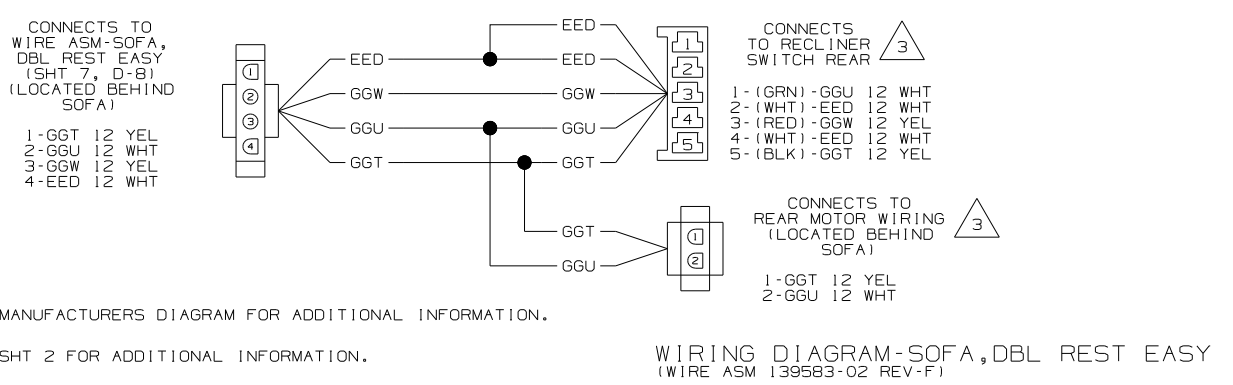 CONNECTS TO
WIRE ASM-SOFA,
DBL REST EASY
(SHT 7, D-8)
(LOCATED BEHIND
SOFA)
1-GGT 12 YEL
2-GGU 12 WHT
3-GGW 12 YEL
4-EED 12 WHT
1
2
3
4
EED
GGW
GGU
GGT
EED
EED
GGW
GGU
GGT
1
2
3
4
5
CONNECTS
TO RECLINER
SWITCH REAR
3
1-(GRN)-GGU 12 WHT
2-(WHT)-EED 12 WHT
3-(RED)-GGW 12 YEL
4-(WHT)-EED 12 WHT
5-(BLK)-GGT 12 YEL
GGT
GGU
1
2
CONNECTS TO
REAR MOTOR WIRING
(LOCATED BEHIND
SOFA)
3
1-GGT 12 YEL
2-GGU 12 WHT
MANUFACTURERS DIAGRAM FOR ADDITIONAL INFORMATION.
SHT 2 FOR ADDITIONAL INFORMATION.
WIRING DIAGRAM-SOFA,DBL REST EASY
(WIRE ASM 139583-02 REV-F)